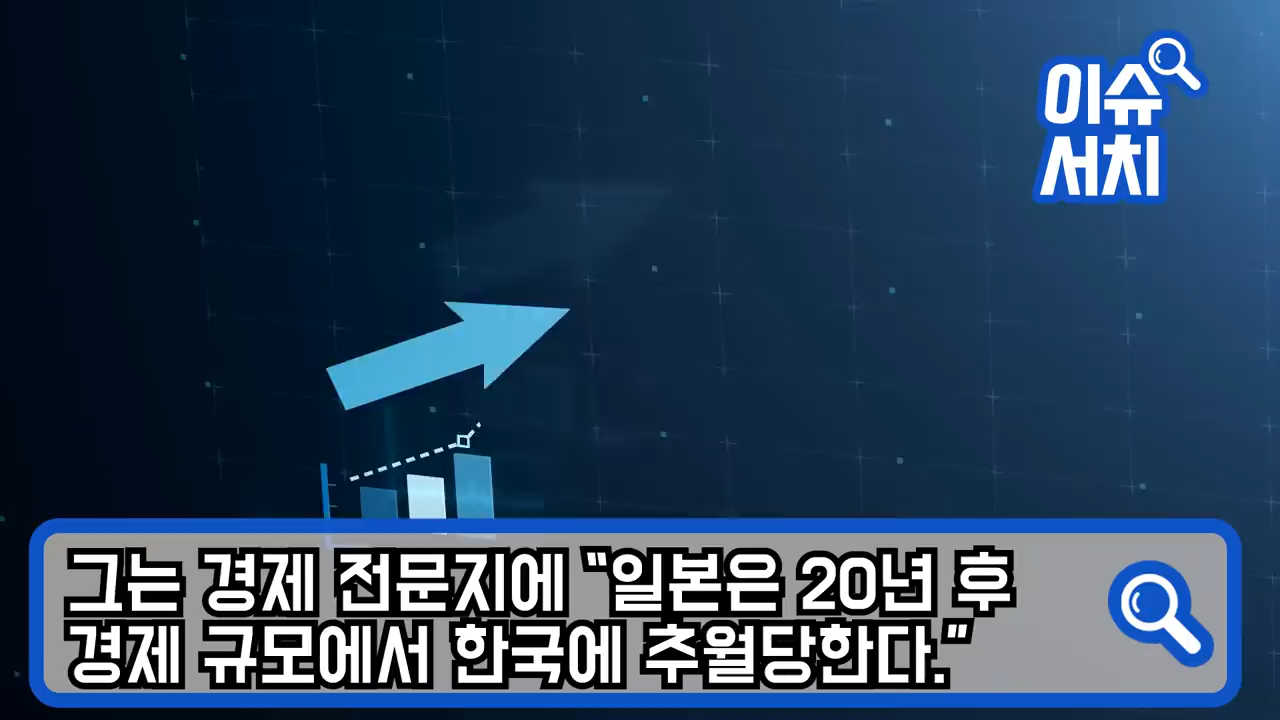 이슈
서치
그는 경제 전문지에 “일본은 20년 후
경제 규모에서 한국에 추월당한다.”